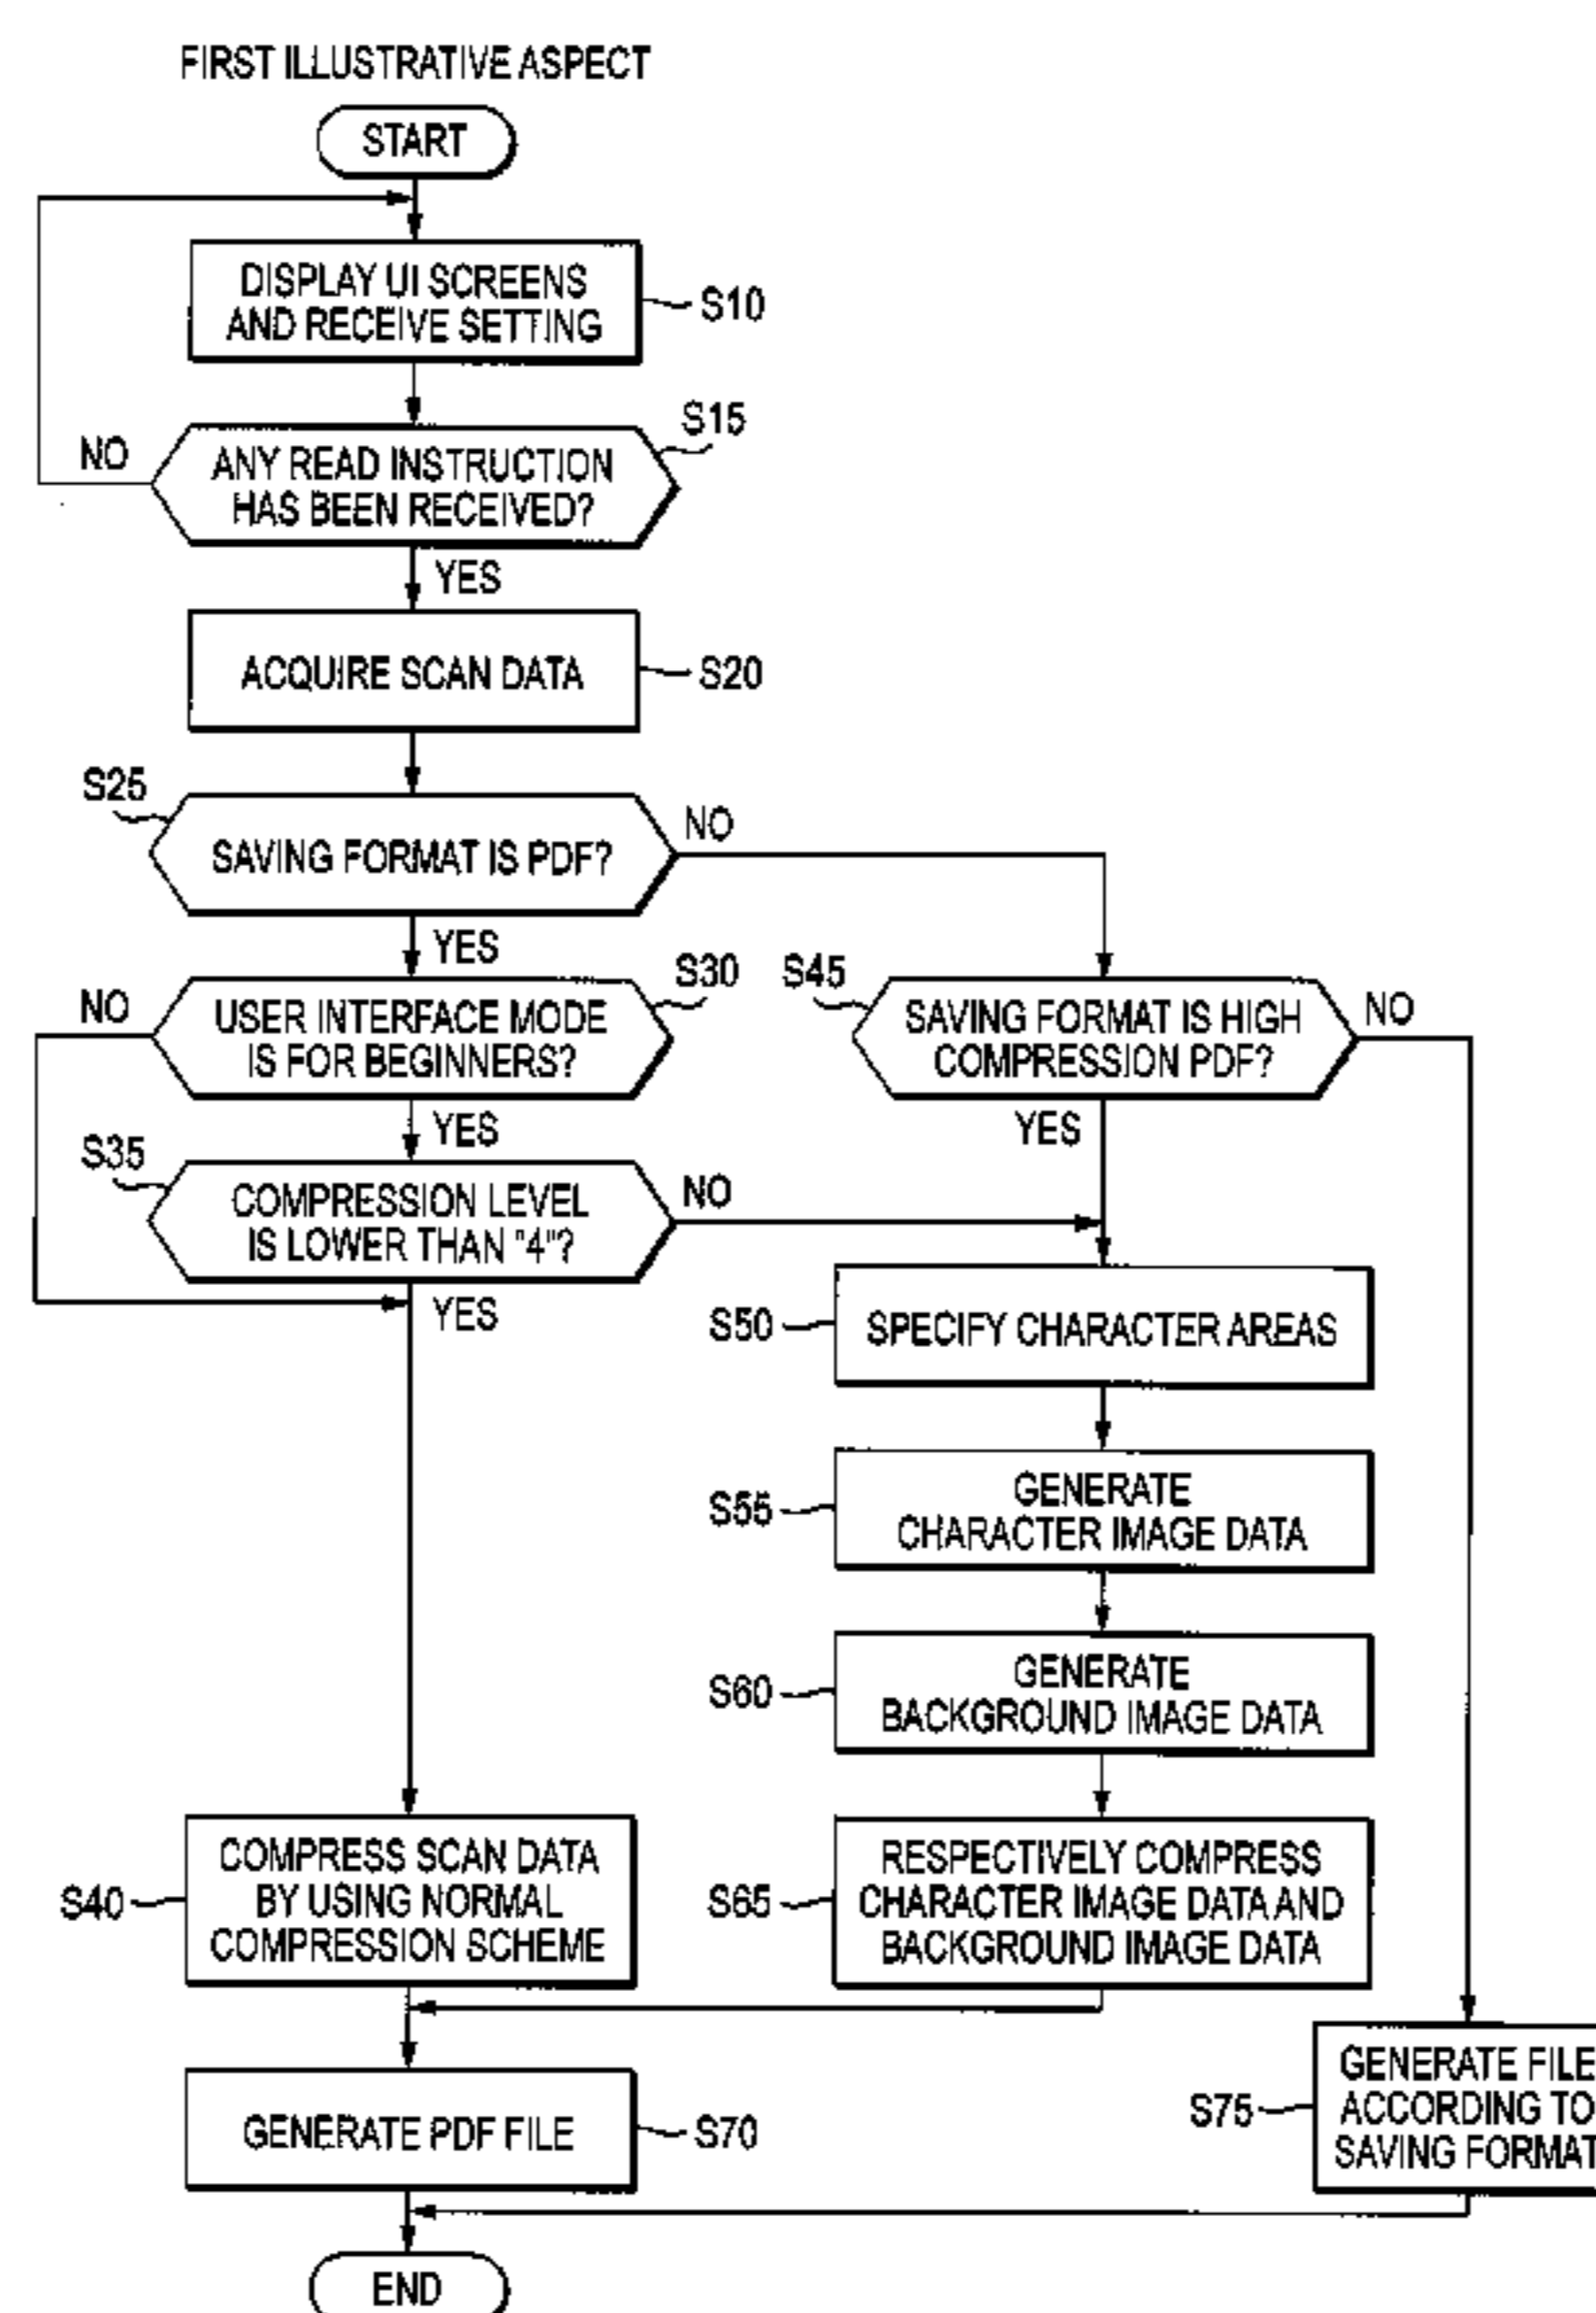 FIRST ILLUSTRATIVE ASPECT
START
DISPLAY UI SCREENS
AND RECEIVE SETTING
S10
S15
NO
ANY READ INSTRUCTION
HAS BEEN RECEIVED?
YES
ACQUIRE SCAN DATA
S20
S25
SAVING FORMAT IS PDF?
NO
YES
S30
NO
USER INTERFACE MODE
IS FOR BEGINNERS?
YES
S45
SAVING FORMAT IS HIGH
COMPRESSION PDF?
NO
YES
S35
COMPRESSION LEVEL
IS LOWER THAN "4"?
NO
YES
S50
SPECIFY CHARACTER AREAS
S55
GENERATE
CHARACTER IMAGE DATA
S60
GENERATE
BACKGROUND IMAGE DATA
S40
COMPRESS SCAN DATA
BY USING NORMAL
COMPRESSION SCHEME
S65
RESPECTIVELY COMPRESS
CHARACTER IMAGE DATA AND
BACKGROUND IMAGE DATA
GENERATE PDF FILE
S70
S75
GENERATE FILE
ACCORDING TO
SAVING FORMAT
END